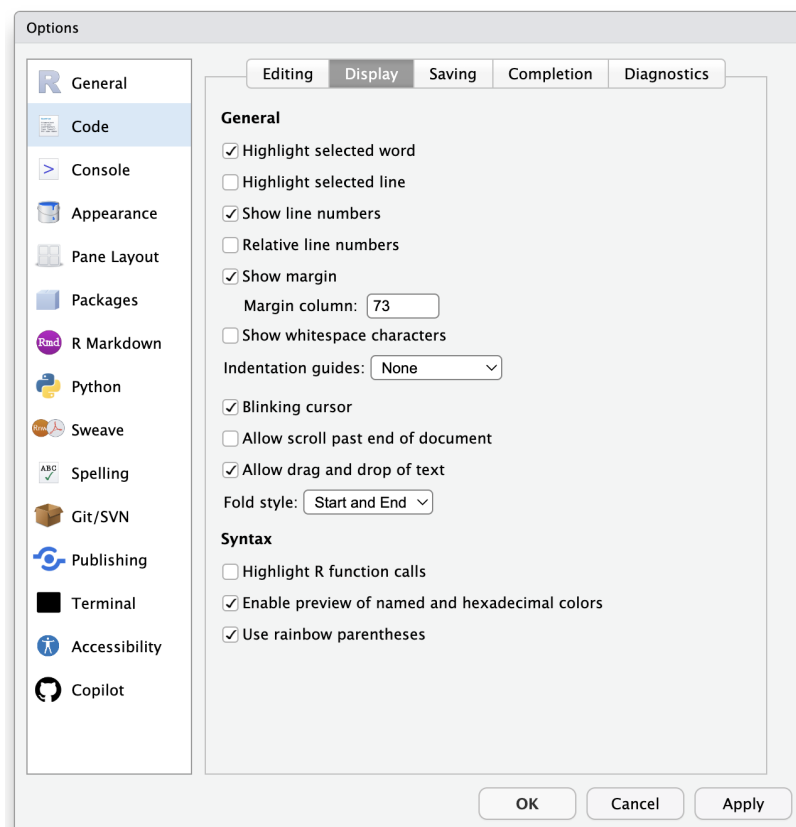 Options
General
Code
Console
Appearance
Pane Layout
Packages
Rmd R Markdown
Python
Sweave
ABC Spelling
Git/SVN
Publishing
Terminal
Accessibility
Copilot
Editing Display Saving Completion Diagnostics
General
Highlight selected word
Highlight selected line
Show line numbers
Relative line numbers
Show margin
Margin column: 73
Show whitespace characters
Indentation guides: None
Blinking cursor
Allow scroll past end of document
Allow drag and drop of text
Fold style: Start and End
Syntax
Highlight R function calls
Enable preview of named and hexadecimal colors
Use rainbow parentheses
OK Cancel Apply